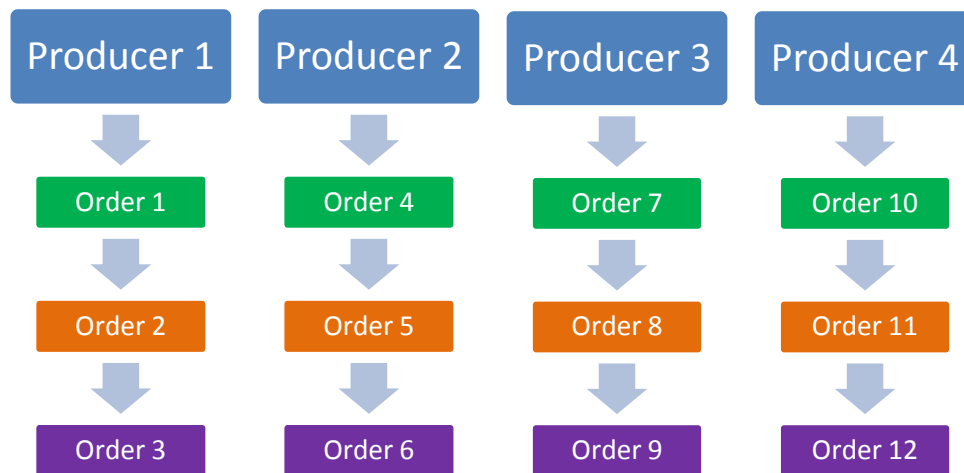 Producer 1
Producer 2
Producer 3
Producer 4
Order 1
Order 4
Order 7
Order 10
Order 2
Order 5
Order 8
Order 11
Order 3
Order 6
Order 9
Order 12